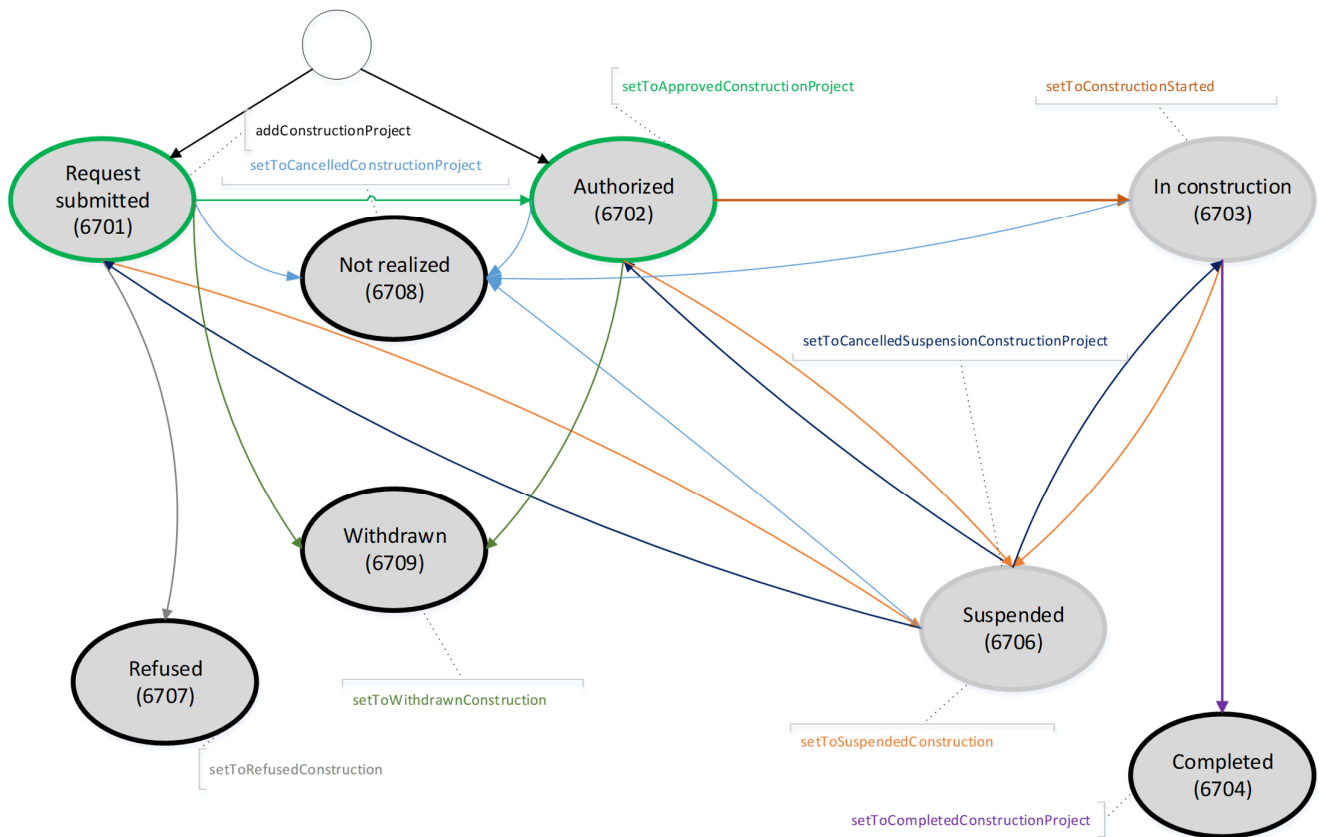 setToApprovedConstructionProject
setToConstructionStarted
addConstructionProject
setToCancelledConstructionProject
Request
submitted
(6701)
Authorized
(6702)
In construction
(6703)
Not realized
(6708)
setToCancelledSuspensionConstructionProject
Withdrawn
(6709)
Suspended
(6706)
Refused
(6707)
setToWithdrawnConstruction
setToSuspendedConstruction
setToRefusedConstruction
Completed
(6704)
setToCompletedConstructionProject